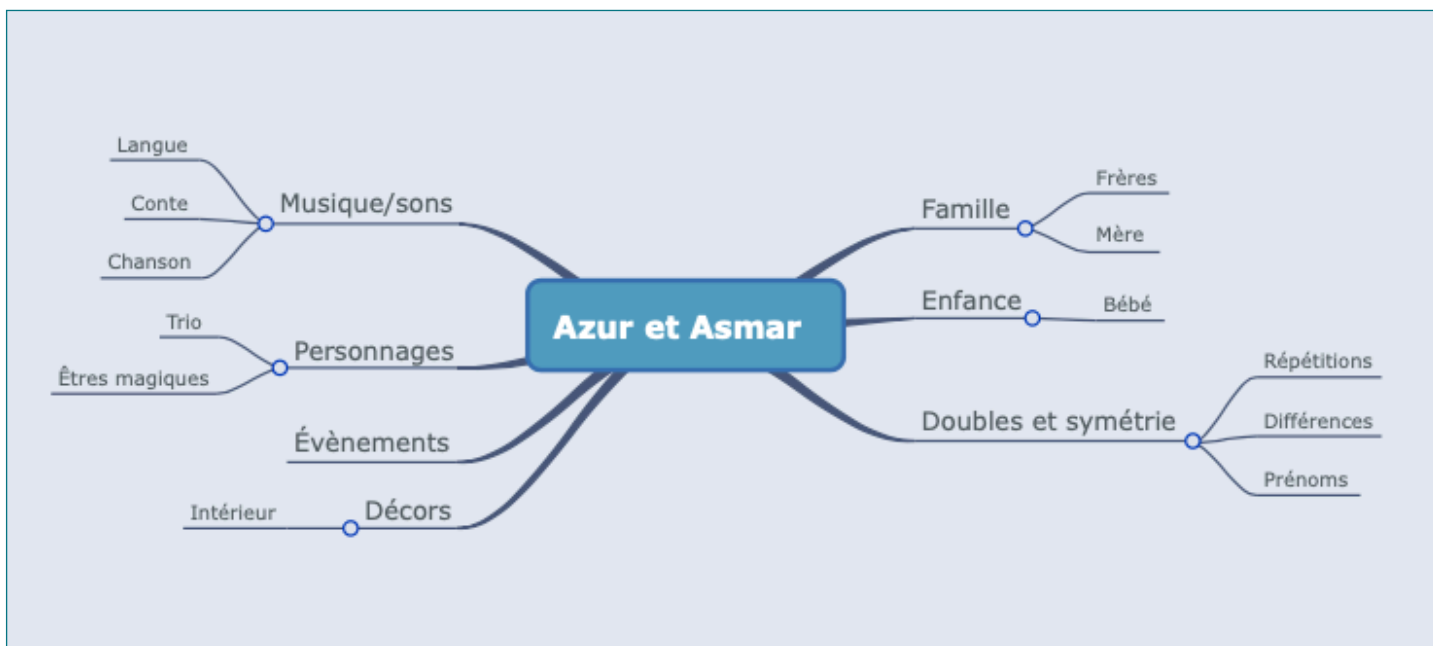 Azur et Asmar
Musique/sons
Langue
Conte
Chanson
Personnages
Trio
Êtres magiques
Évènements
Décors
Intérieur
Famille
Frères
Mère
Enfance
Bébé
Doubles et symétrie
Répétitions
Différences
Prénoms